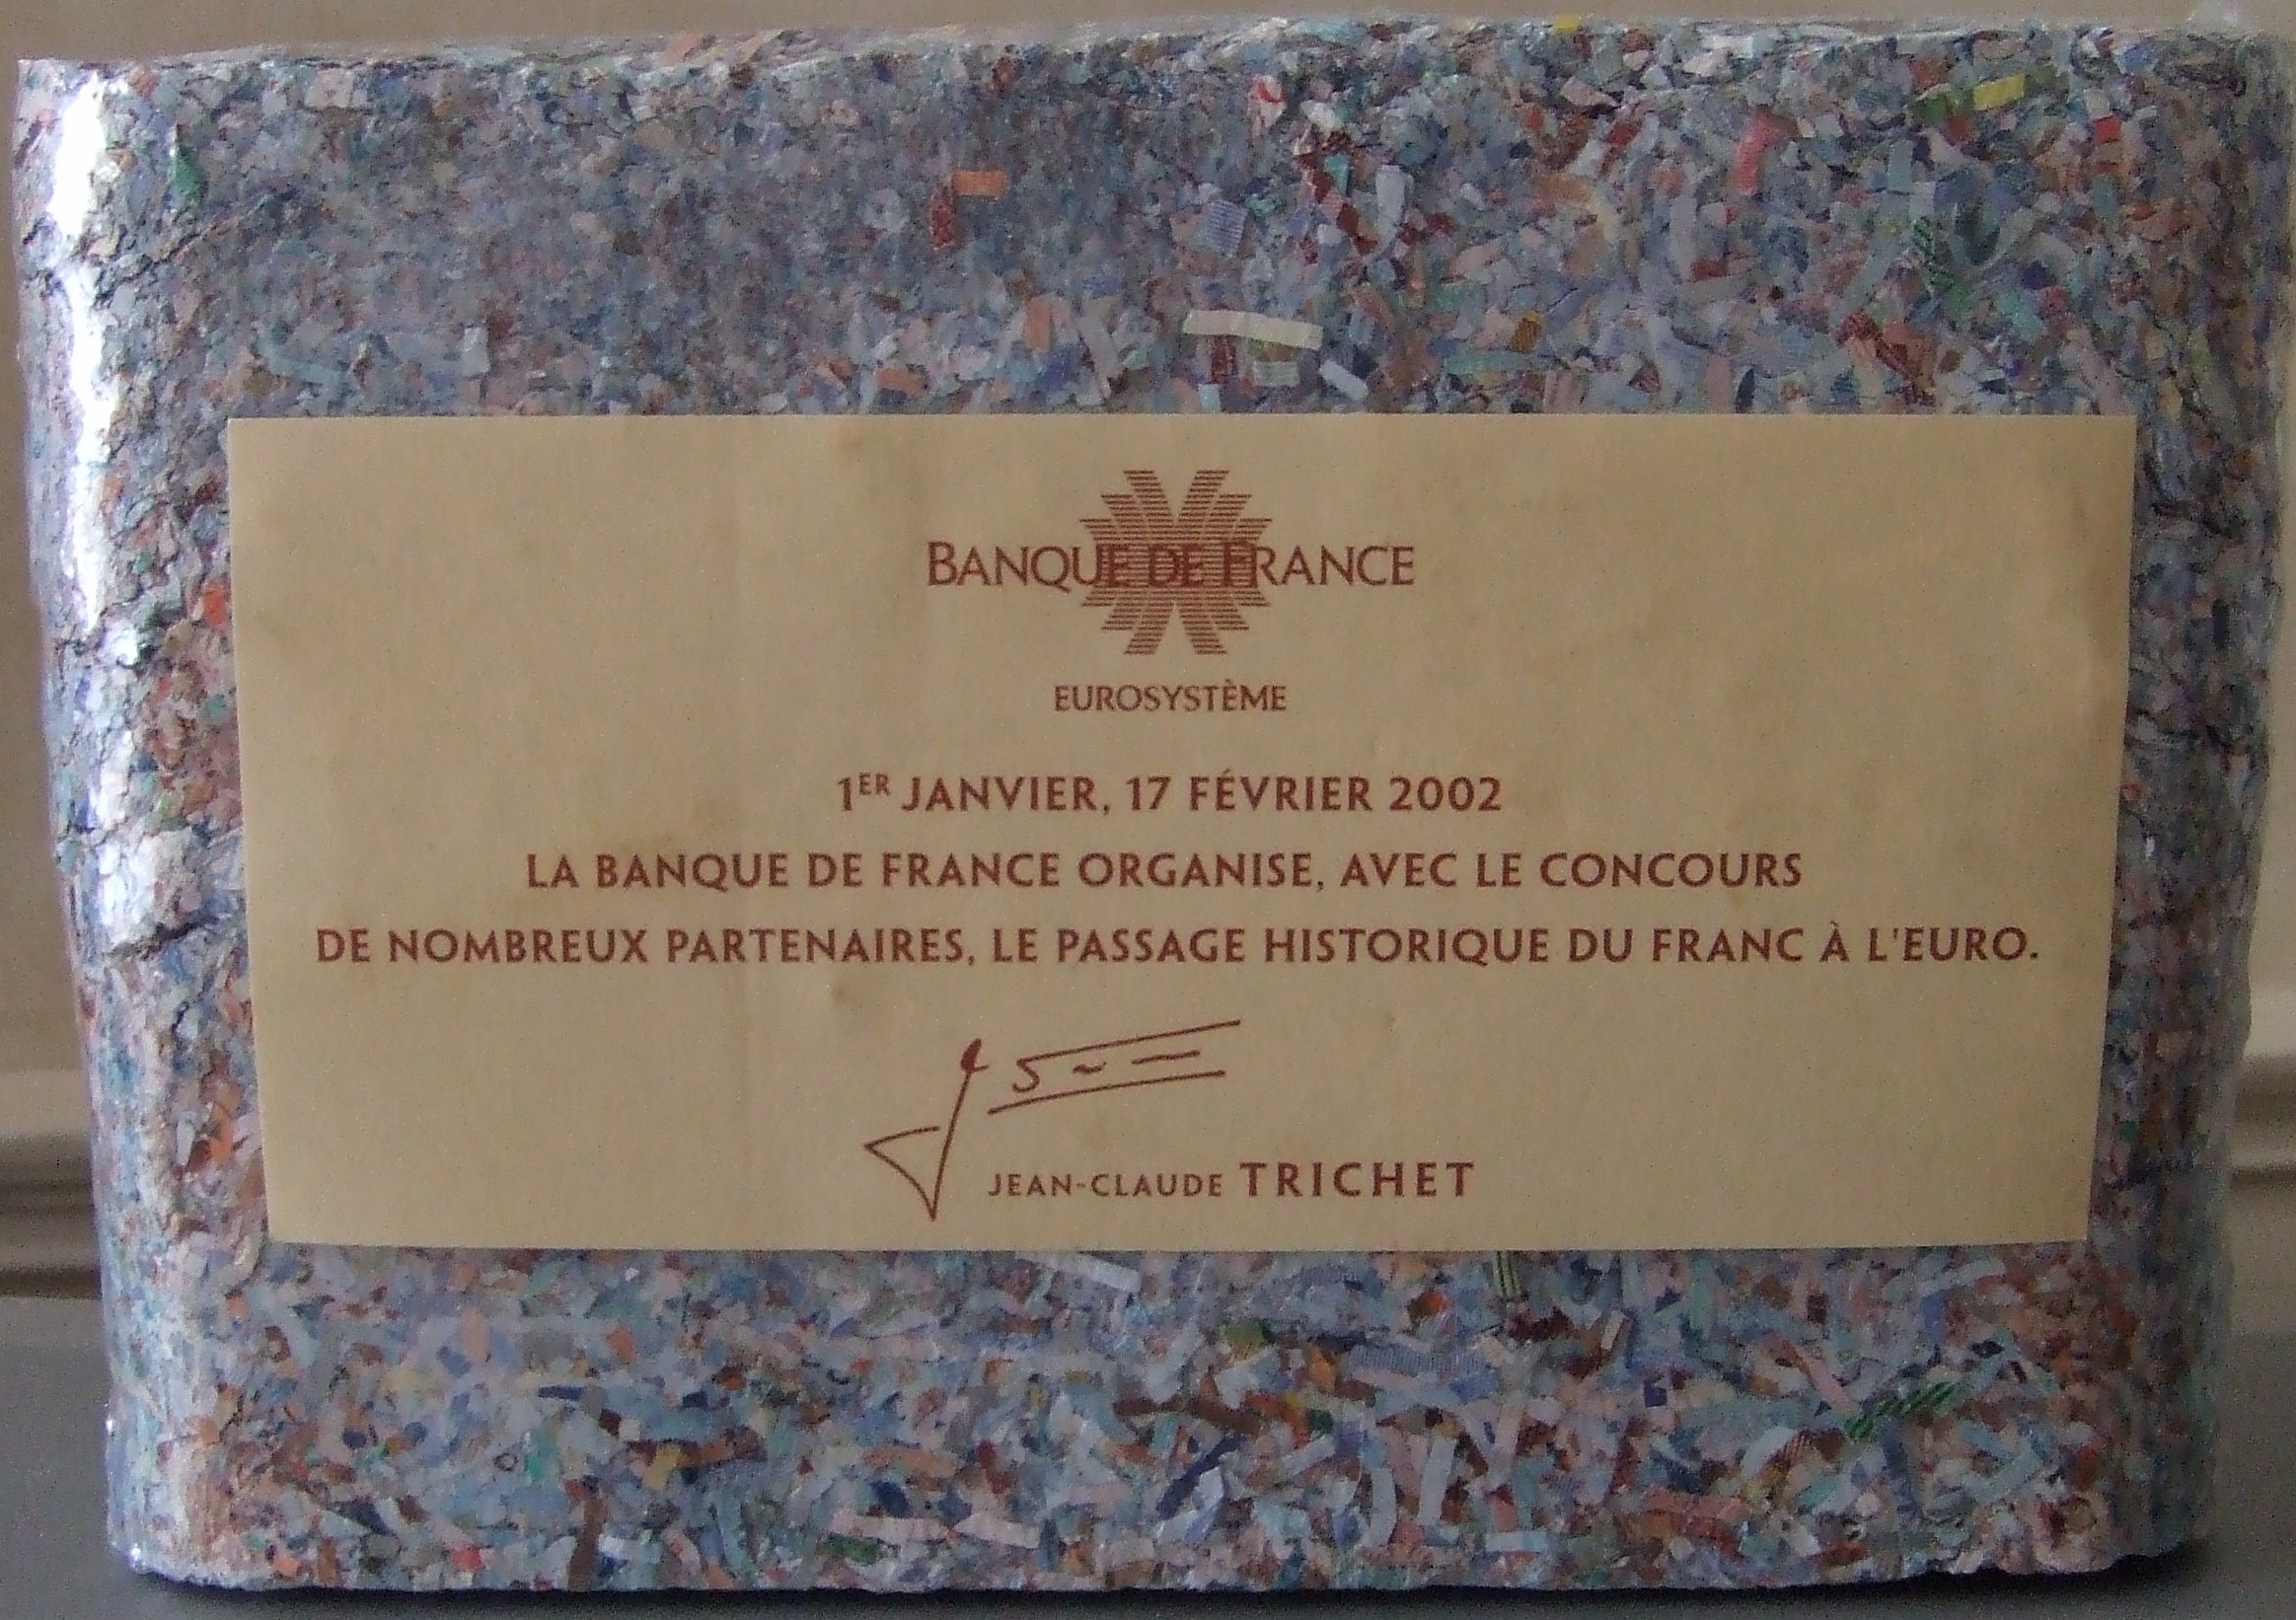 BANQUE DE FRANCE
EUROSYSTÈME
1ER JANVIER, 17 FÉVRIER 2002
LA BANQUE DE FRANCE ORGANISE, AVEC LE CONCOURS
DE NOMBREUX PARTENAIRES, LE PASSAGE HISTORIQUE DU FRANC À L'EURO.
JEAN-CLAUDE TRICHET